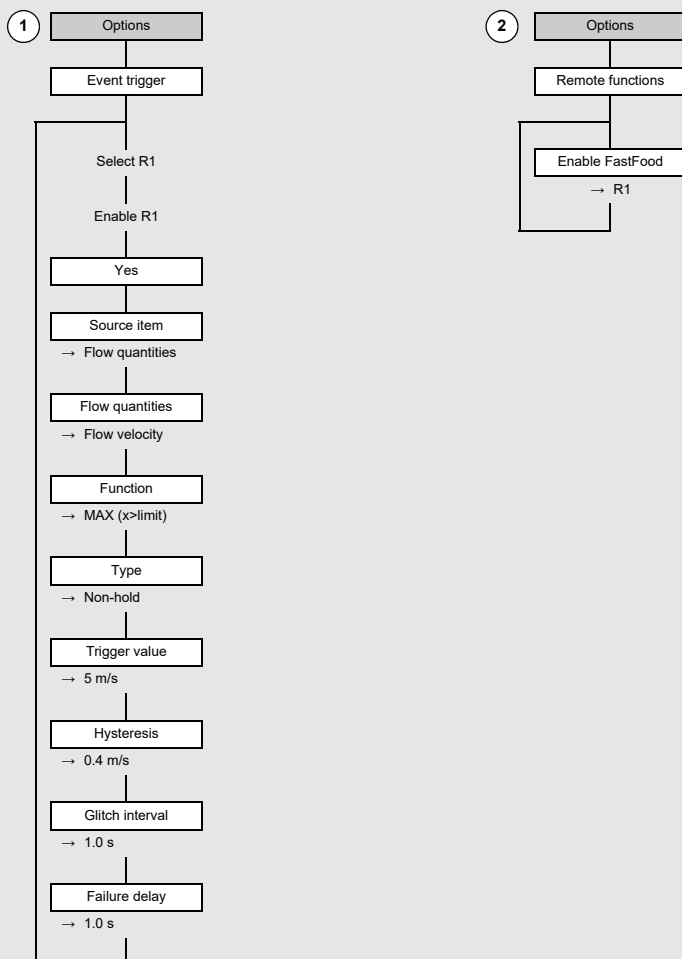 1
Options
Event trigger
Select R1
Enable R1
Yes
Source item
→ Flow quantities
Flow quantities
→ Flow velocity
Function
→ MAX (x>limit)
Type
→ Non-hold
Trigger value
→ 5 m/s
Hysteresis
→ 0.4 m/s
Glitch interval
→ 1.0 s
Failure delay
→ 1.0 s
2
Options
Remote functions
Enable FastFood
→ R1